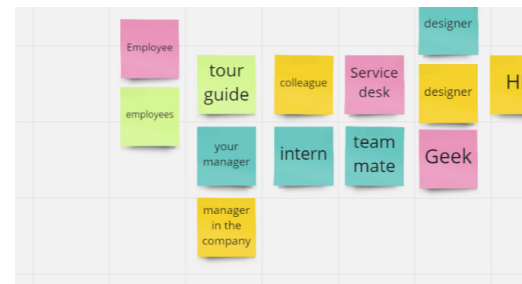 designer
Employee
tour
guide
colleague
Service
desk
designer
H
employees
your
manager
intern
team
mate
Geek
manager
in the
company